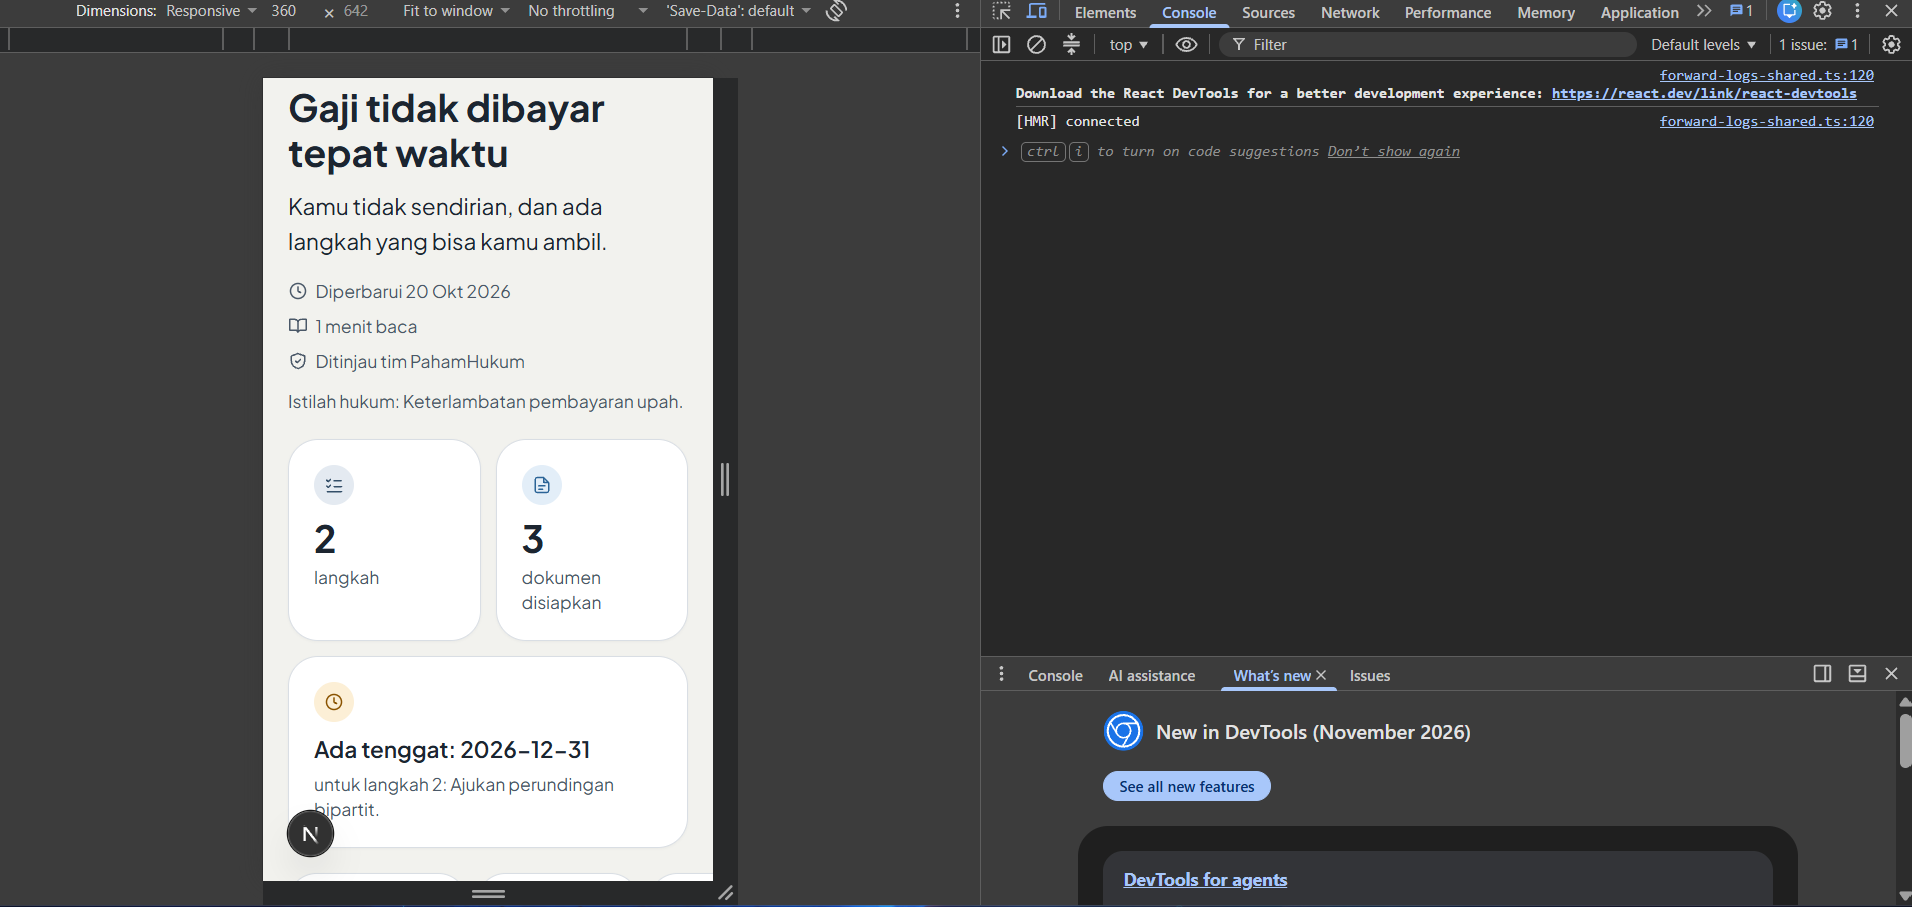 Dimensions: Responsive 360 × 642 Fit to window No throttling 'Save-Data': default
Gaji tidak dibayar
tepat waktu
Kamu tidak sendirian, dan ada
langkah yang bisa kamu ambil.
Diperbarui 20 Okt 2026
1 menit baca
Ditinjau tim PahamHukum
Istilah hukum: Keterlambatan pembayaran upah.
2
langkah
3
dokumen
disiapkan
Ada tenggat: 2026-12-31
untuk langkah 2: Ajukan perundingan
bipartit.
N
Elements Console Sources Network Performance Memory Application 1
top Filter Default levels 1 issue: 1
forward-logs-shared.ts:120
Download the React DevTools for a better development experience: https://react.dev/link/react-devtools
[HMR] connected forward-logs-shared.ts:120
ctrl i to turn on code suggestions Don't show again
Console AI assistance What's new Issues
New in DevTools (November 2026)
See all new features
DevTools for agents